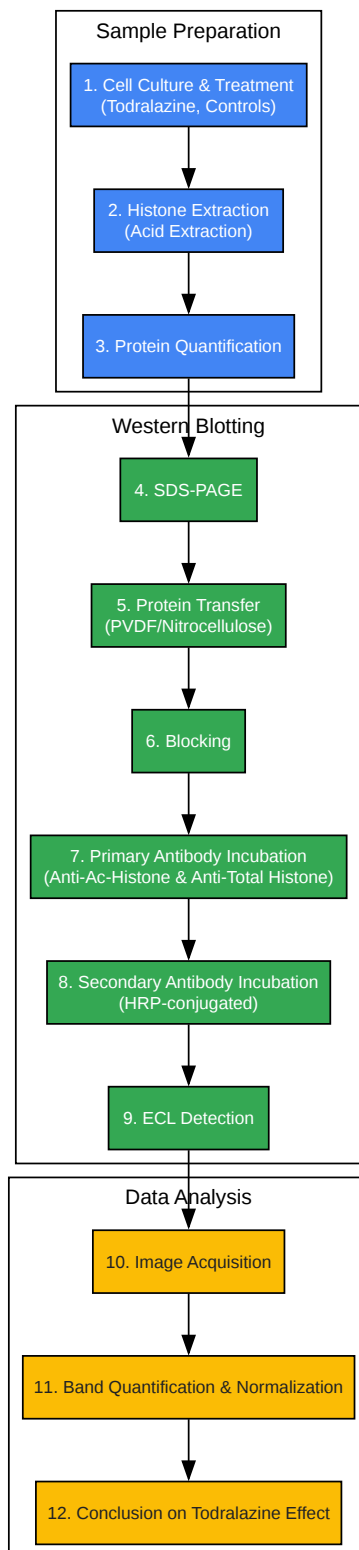 Sample Preparation
1. Cell Culture & Treatment
(Todralazine, Controls)
2. Histone Extraction
(Acid Extraction)
3. Protein Quantification
Western Blotting
4. SDS-PAGE
5. Protein Transfer
(PVDF/Nitrocellulose)
6. Blocking
7. Primary Antibody Incubation
(Anti-Ac-Histone & Anti-Total Histone)
8. Secondary Antibody Incubation
(HRP-conjugated)
9. ECL Detection
Data Analysis
10. Image Acquisition
11. Band Quantification & Normalization
12. Conclusion on Todralazine Effect